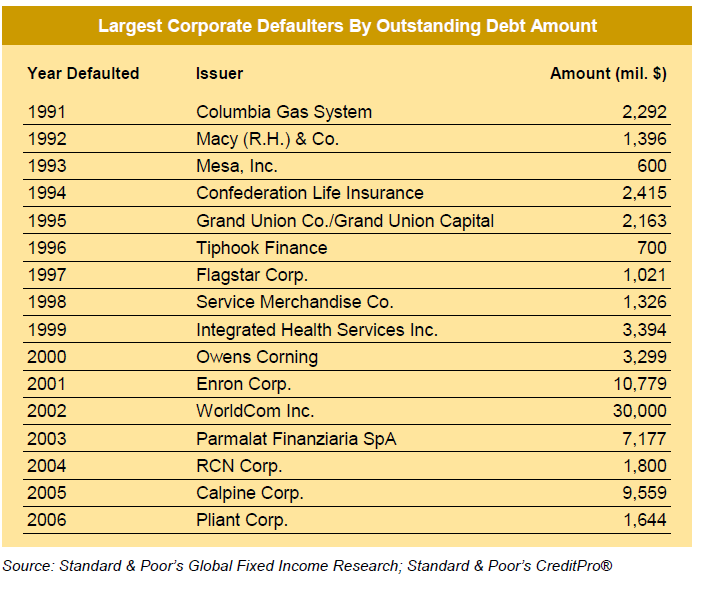 Largest Corporate Defaulters By Outstanding Debt Amount
Year Defaulted Issuer Amount (mil. $)
1991 Columbia Gas System 2,292
1992 Macy (R.H.) & Co. 1,396
1993 Mesa, Inc. 600
1994 Confederation Life Insurance 2,415
1995 Grand Union Co./Grand Union Capital 2,163
1996 Tiphook Finance 700
1997 Flagstar Corp. 1,021
1998 Service Merchandise Co. 1,326
1999 Integrated Health Services Inc. 3,394
2000 Owens Corning 3,299
2001 Enron Corp. 10,779
2002 WorldCom Inc. 30,000
2003 Parmalat Finanziaria SpA 7,177
2004 RCN Corp. 1,800
2005 Calpine Corp. 9,559
2006 Pliant Corp. 1,644
Source: Standard & Poor's Global Fixed Income Research; Standard & Poor's CreditPro®